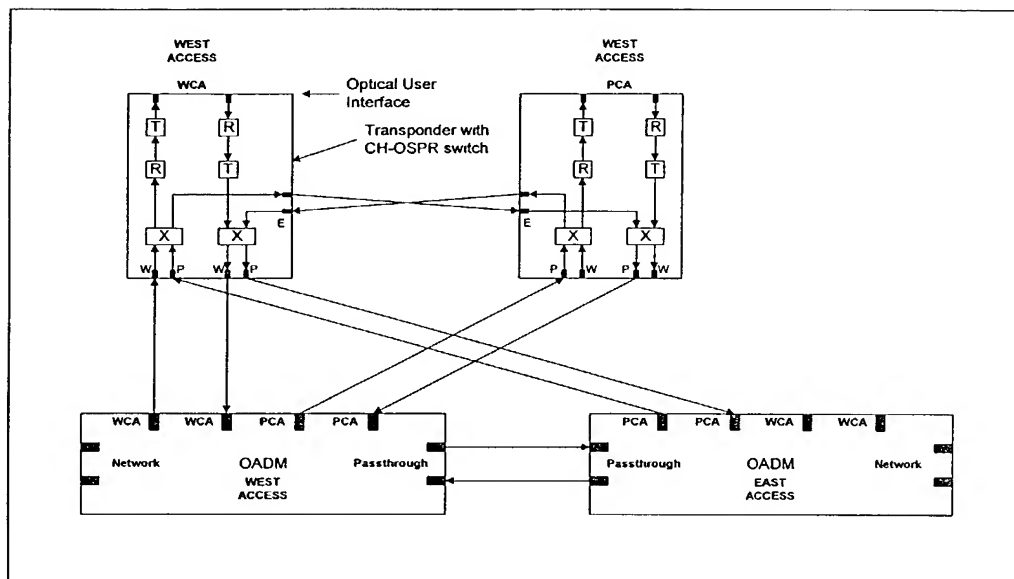 WEST
ACCESS
WCA
WEST
ACCESS
PCA
Optical User
Interface
Transponder with
CH-OSPR switch
T
R
R
T
T
R
R
T
E
E
X
X
X
X
W
P
W
P
P
W
P
W
WCA
WCA
PCA
PCA
PCA
PCA
WCA
WCA
Network
OADM
Passthrough
WEST
ACCESS
Passthrough
OADM
Network
EAST
ACCESS